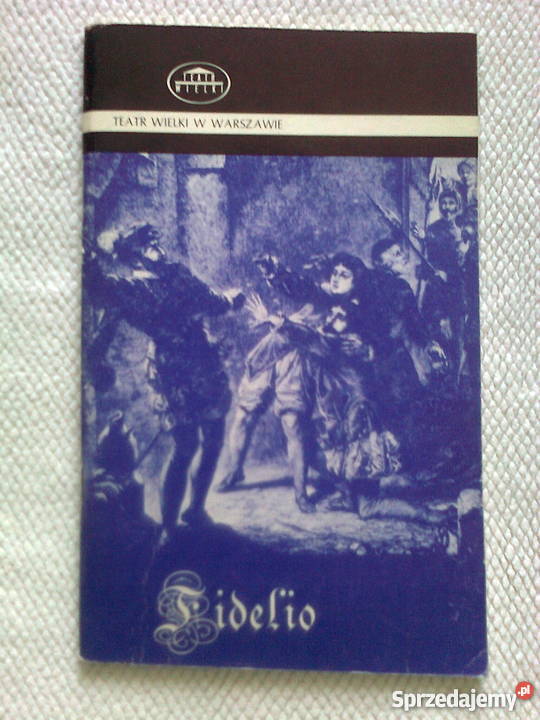 TEATR
WIELKI
TEATR WIELKI W WARSZAWIE
Fidelio
Sprzedajemy.pl